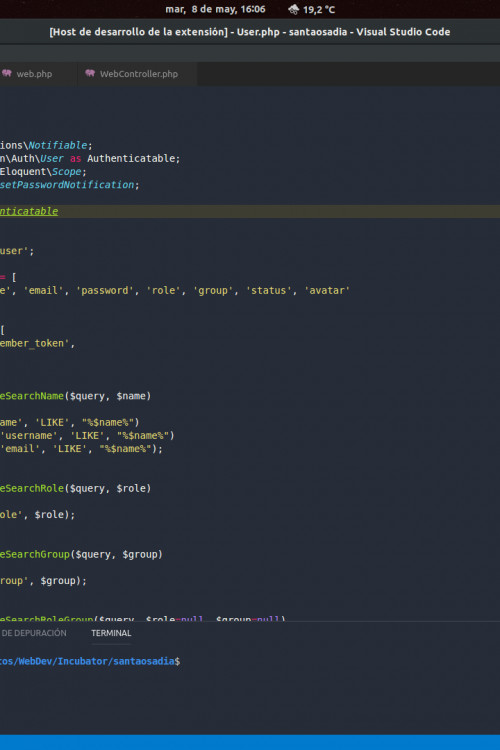 mar, 8 de may, 16:06 19,2 °C
[Host de desarrollo de la extensión] - User.php - santaosadia - Visual Studio Code
web.php WebController.php
ions\Notifiable;
n\Auth\User as Authenticatable;
Eloquent\Scope;
setPasswordNotification;
nticatable
user';
= [
e', 'email', 'password', 'role', 'group', 'status', 'avatar'
[
ember_token',
eSearchName($query, $name)
ame', 'LIKE', "%$name%")
'username', 'LIKE', "%$name%")
'email', 'LIKE', "%$name%");
eSearchRole($query, $role)
ole', $role);
eSearchGroup($query, $group)
roup', $group);
eSearchRoleGroup($query, $role=null, $group=null)
DE DEPURACIÓN TERMINAL
tos/WebDev/Incubator/santaosadia$